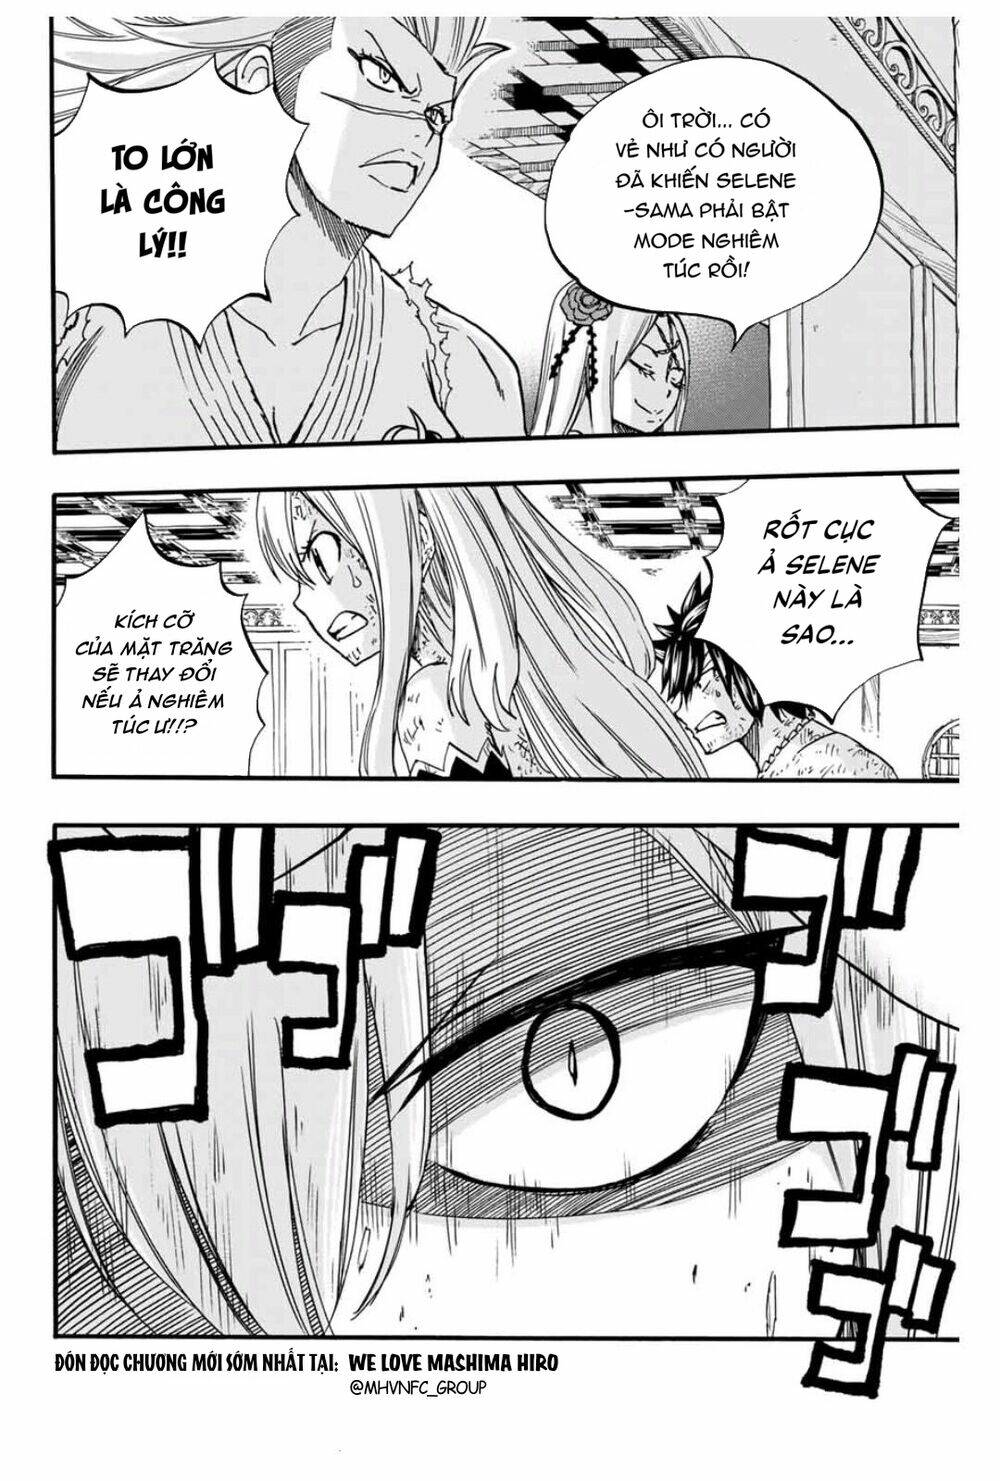 ÔI TRỜI... CÓ
VẺ NHƯ CÓ NGƯỜI
ĐÃ KHIẾN SELENE
-SAMA PHẢI BẬT
MODE NGHIÊM
TÚC RỒI!
TO LỚN
LÀ CÔNG
LÝ!!
RỐT CỤC
Ả SELENE
NÀY LÀ
SAO...
KÍCH CỠ
CỦA MẶT TRĂNG
SẼ THAY ĐỔI
NẾU Ả NGHIÊM
TÚC Ư!!?
ゴゴゴ
ゴゴゴ
ĐÓN ĐỌC CHƯƠNG MỚI SỚM NHẤT TẠI: WE LOVE MASHIMA HIRO
@MHVNFC_GROUP